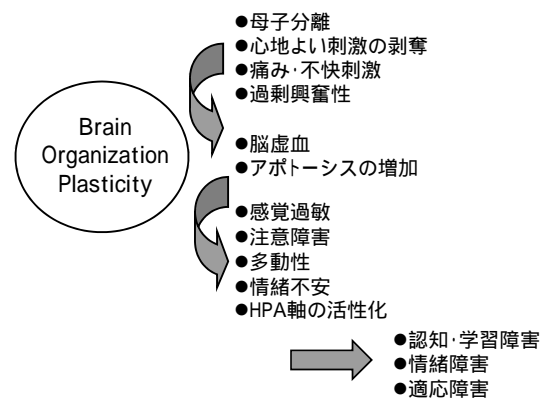 ●母子分離
●心地よい刺激の剥奪
●痛み·不快刺激
●過剰興奮性
Brain
Organization
Plasticity
●脳虚血
●アポトーシスの増加
●感覚過敏
●注意障害
●多動性
●情緒不安
●HPA軸の活性化
●認知·学習障害
●情緒障害
●適応障害